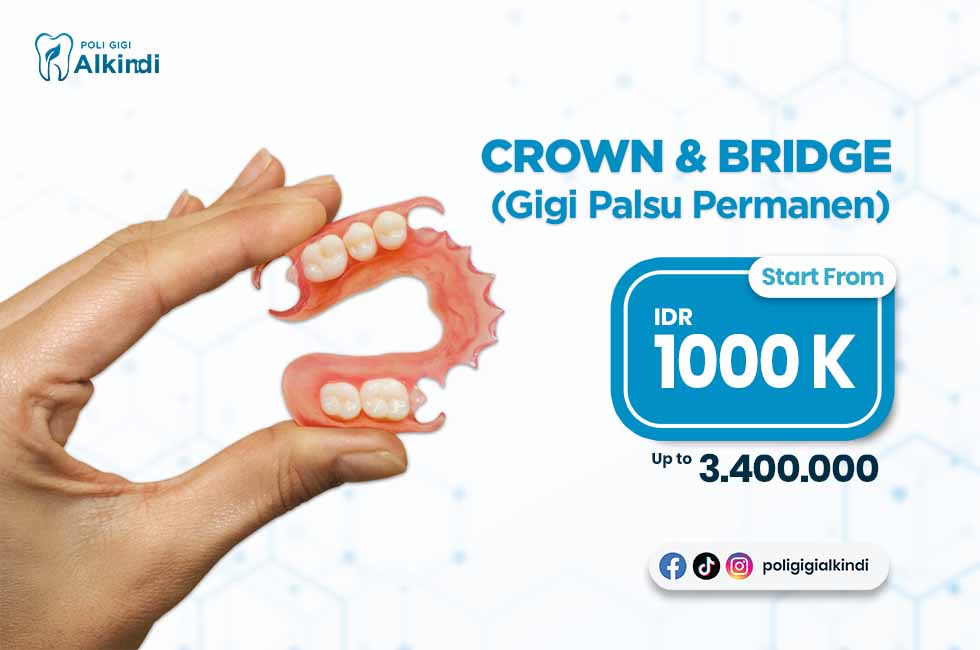 POLI GIGI
Alkindi
CROWN & BRIDGE
(Gigi Palsu Permanen)
Start From
IDR
1000 K
Up to 3.400.000
poligigialkindi